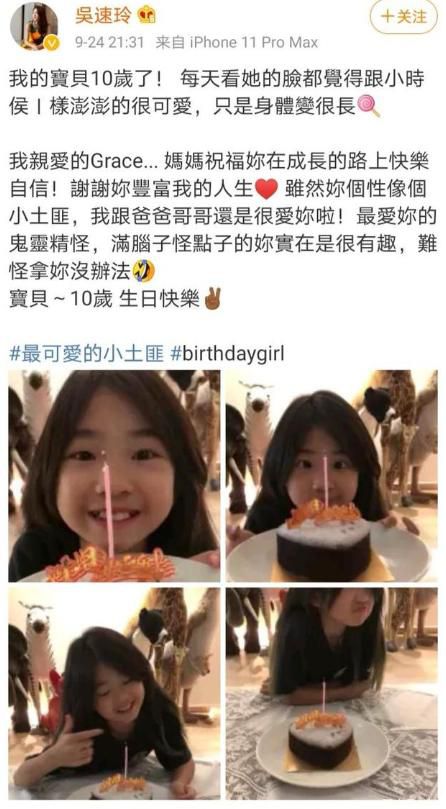 吳速玲
+关注
9-24 21:31 来自 iPhone 11 Pro Max
我的寶貝10歲了！ 每天看她的臉都覺得跟小時
侯丨樣澎澎的很可愛，只是身體變很長🍭
我親愛的Grace... 媽媽祝福妳在成長的路上快樂
自信！謝謝妳豐富我的人生❤️ 雖然妳個性像個
小土匪，我跟爸爸哥哥還是很愛妳啦！最愛妳的
鬼靈精怪，滿腦子怪點子的妳實在是很有趣，難
怪拿妳沒辦法🤣
寶貝～10歲 生日快樂✌🏾
#最可愛的小土匪 #birthdaygirl